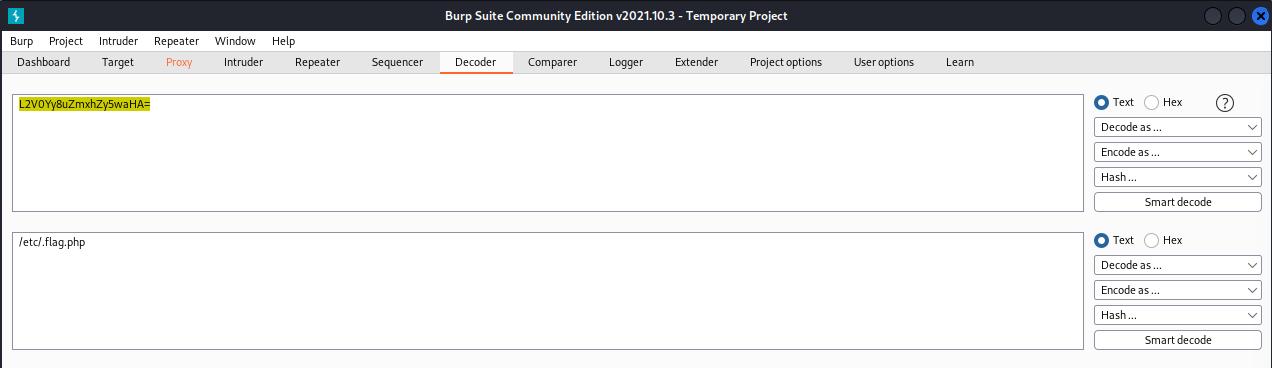 Burp Suite Community Edition v2021.10.3 - Temporary Project
Burp Project Intruder Repeater Window Help
Dashboard Target Proxy Intruder Repeater Sequencer Decoder Comparer Logger Extender Project options User options Learn
L2V0Yy8uZmxhZy5waHA=
Text Hex ?
Decode as ...
Encode as ...
Hash ...
Smart decode
/etc/.flag.php
Text Hex
Decode as ...
Encode as ...
Hash ...
Smart decode